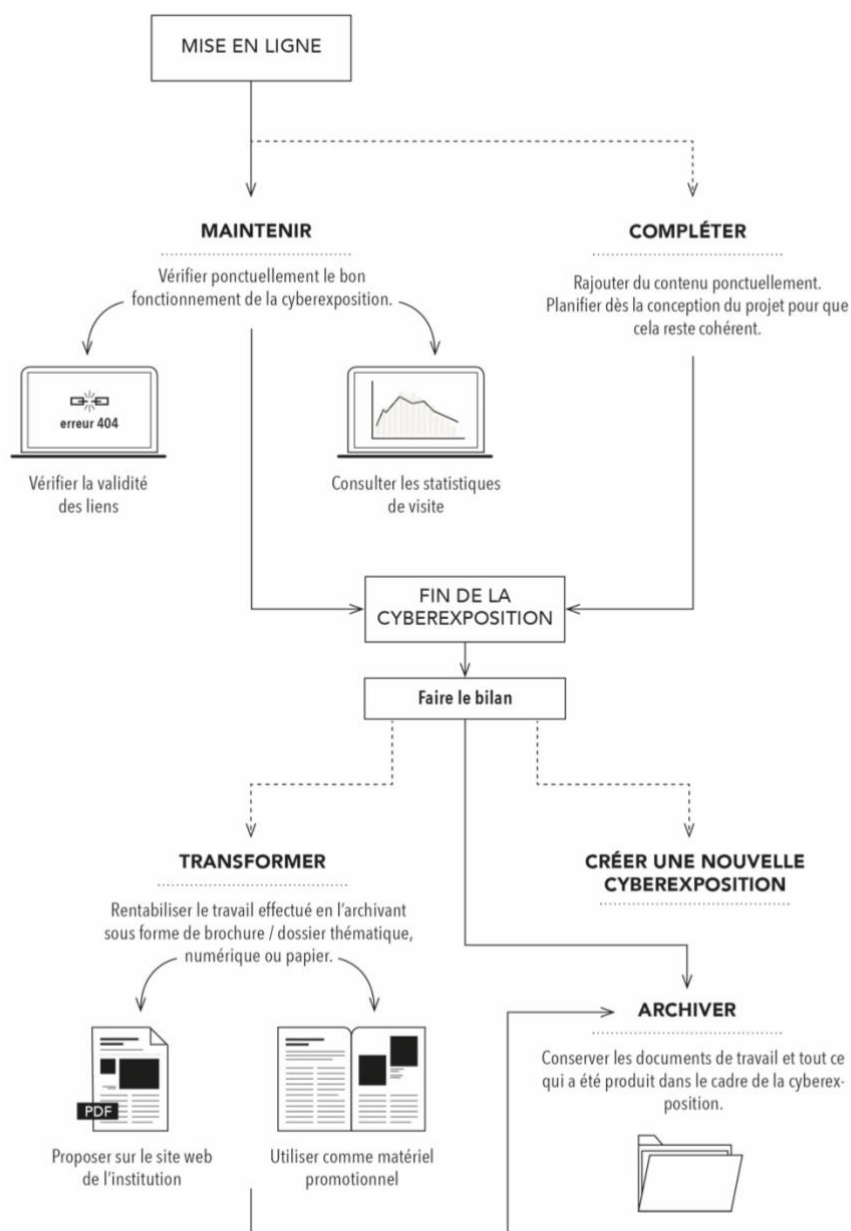 MISE EN LIGNE
MAINTENIR
Vérifier ponctuellement le bon
fonctionnement de la cyberexposition.
COMPLÉTER
Rajouter du contenu ponctuellement.
Planifier dès la conception du projet pour que
cela reste cohérent.
erreur 404
Vérifier la validité
des liens
Consulter les statistiques
de visite
FIN DE LA
CYBEREXPOSITION
Faire le bilan
TRANSFORMER
Rentabiliser le travail effectué en l'archivant
sous forme de brochure / dossier thématique,
numérique ou papier.
CRÉER UNE NOUVELLE
CYBEREXPOSITION
PDF
Proposer sur le site web
de l'institution
Utiliser comme matériel
promotionnel
ARCHIVER
Conserver les documents de travail et tout ce
qui a été produit dans le cadre de la cyberex-
position.